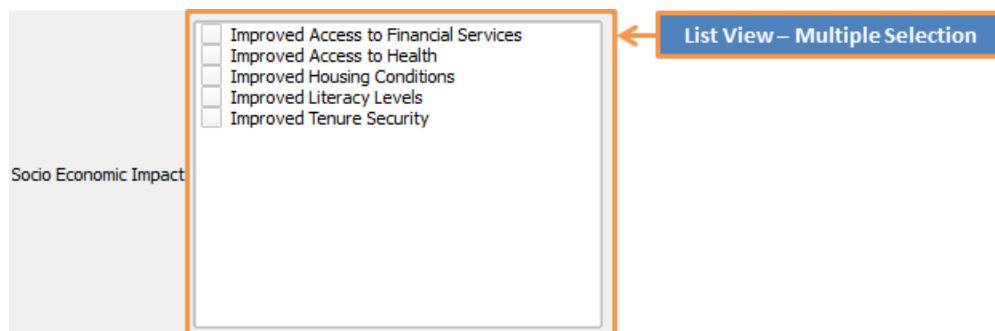 Improved Access to Financial Services
Improved Access to Health
Improved Housing Conditions
Improved Literacy Levels
Improved Tenure Security
Socio Economic Impact
List View – Multiple Selection